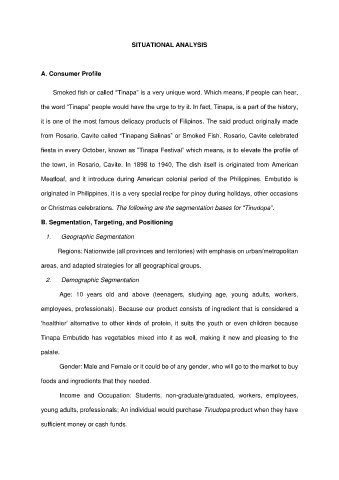 SITUATIONAL ANALYSIS
A. Consumer Profile
Smoked fish or called “Tinapa” is a very unique word. Which means, if people can hear,
the word “Tinapa” people would have the urge to try it. In fact, Tinapa, is a part of the history,
it is one of the most famous delicacy products of Filipinos. The said product originally made
from Rosario, Cavite called “Tinapang Salinas” or Smoked Fish. Rosario, Cavite celebrated
fiesta in every October, known as “Tinapa Festival” which means, is to elevate the profile of
the town, in Rosario, Cavite. In 1898 to 1940, The dish itself is originated from American
Meatloaf, and it introduce during American colonial period of the Philippines. Embutido is
originated in Philippines, it is a very special recipe for pinoy during holidays, other occasions
or Christmas celebrations. The following are the segmentation bases for “Tinudopa”.
B. Segmentation, Targeting, and Positioning
1. Geographic Segmentation
Regions: Nationwide (all provinces and territories) with emphasis on urban/metropolitan
areas, and adapted strategies for all geographical groups.
2. Demographic Segmentation
Age: 10 years old and above (teenagers, studying age, young adults, workers,
employees, professionals). Because our product consists of ingredient that is considered a
‘healthier’ alternative to other kinds of protein, it suits the youth or even children because
Tinapa Embutido has vegetables mixed into it as well, making it new and pleasing to the
palate.
Gender: Male and Female or it could be of any gender, who will go to the market to buy
foods and ingredients that they needed.
Income and Occupation: Students, non-graduate/graduated, workers, employees,
young adults, professionals; An individual would purchase Tinudopa product when they have
sufficient money or cash funds.